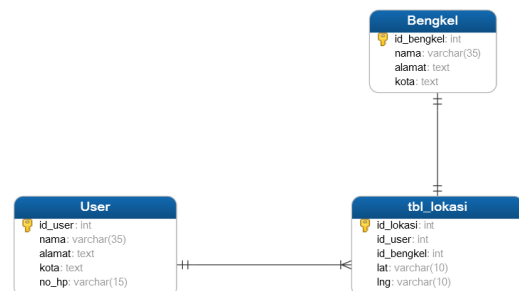 Bengkel
id_bengkel: int
nama: varchar(35)
alamat: text
kota: text
User
id_user: int
nama: varchar(35)
alamat: text
kota: text
no_hp: varchar(15)
tbl_lokasi
id_lokasi: int
id_user: int
id_bengkel: int
lat: varchar(10)
lng: varchar(10)